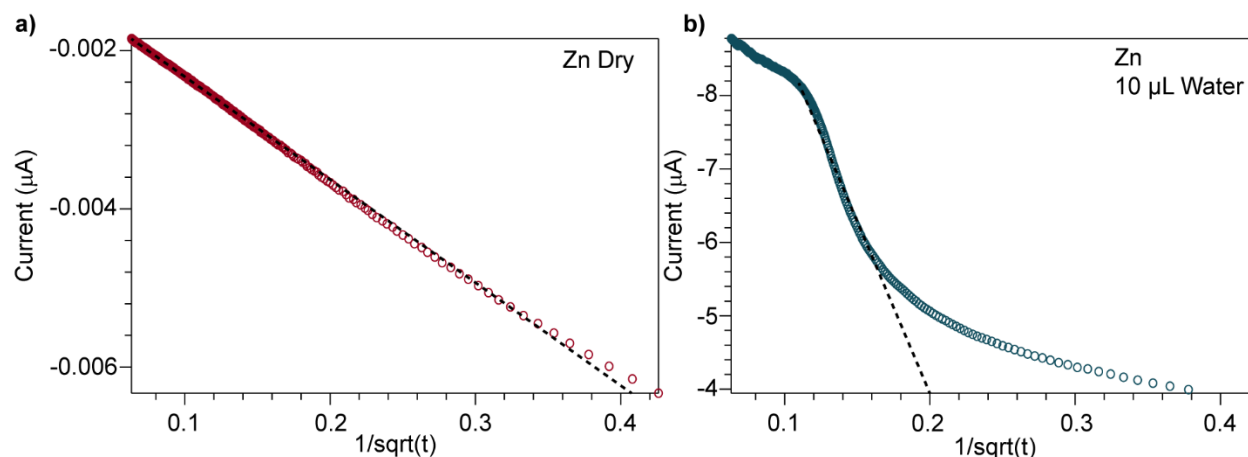 a)
Zn Dry
Current (µA)
-0.002
-0.004
-0.006
0.1
0.2
0.3
0.4
1/sqrt(t)
b)
Zn
10 µL Water
Current (µA)
-8
-7
-6
-5
-4
0.1
0.2
0.3
0.4
1/sqrt(t)